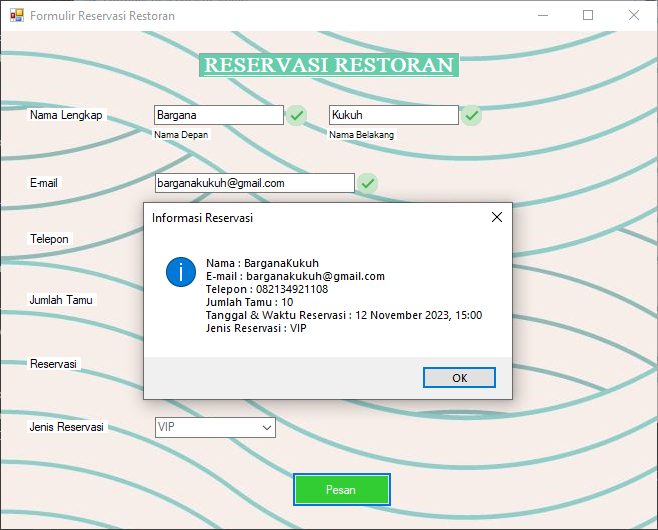 Formulir Reservasi Restoran
RESERVASI RESTORAN
Nama Lengkap
Bargana
Kukuh
Nama Depan
Nama Belakang
E-mail
barganakukuh@gmail.com
Informasi Reservasi
Telepon
Nama : BarganaKukuh
E-mail : barganakukuh@gmail.com
Telepon : 082134921108
Jumlah Tamu : 10
Tanggal & Waktu Reservasi : 12 November 2023, 15:00
Jenis Reservasi : VIP
Jumlah Tamu
Reservasi
OK
Jenis Reservasi
VIP
Pesan